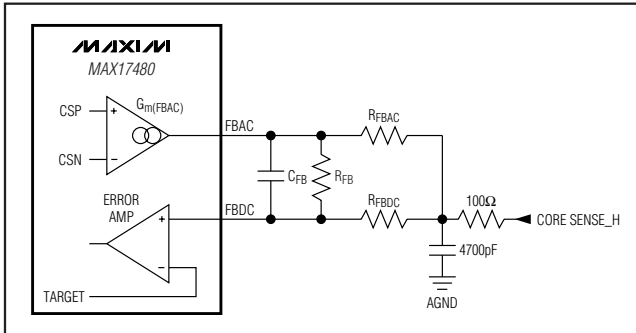 MAXIM
MAX17480
Gm(FBAC)
CSP
+
CSN
−
FBAC
RFBAC
CFB
RFB
ERROR
AMP
FBDC
RFBDC
100Ω
CORE SENSE_H
+
−
4700pF
TARGET
AGND